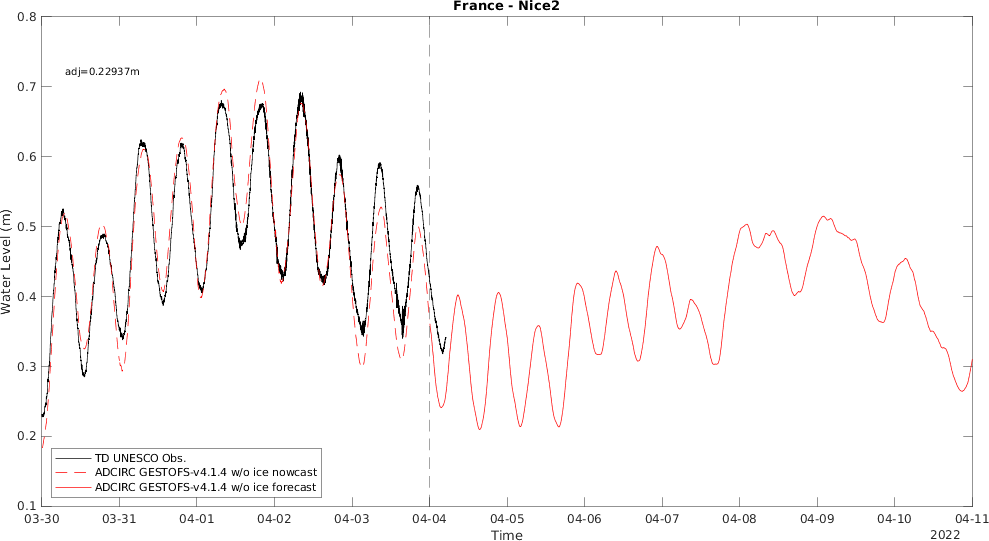 France - Nice2
0.8
adj=0.22937m
0.7
0.6
0.5
0.4
0.3
0.2
0.1
Water Level (m)
TD UNESCO Obs.
ADCIRC GESTOFS-v4.1.4 w/o ice nowcast
ADCIRC GESTOFS-v4.1.4 w/o ice forecast
03-30 03-31 04-01 04-02 04-03 04-04 04-05 04-06 04-07 04-08 04-09 04-10 04-11
Time
2022